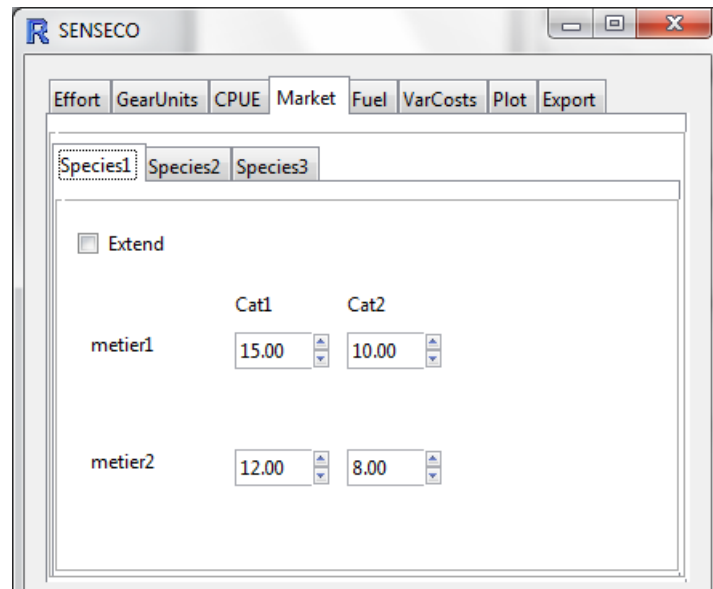 SENSECO
Effort GearUnits CPUE Market Fuel VarCosts Plot Export
Species1 Species2 Species3
Extend
Cat1 Cat2
metier1 15.00 10.00
metier2 12.00 8.00